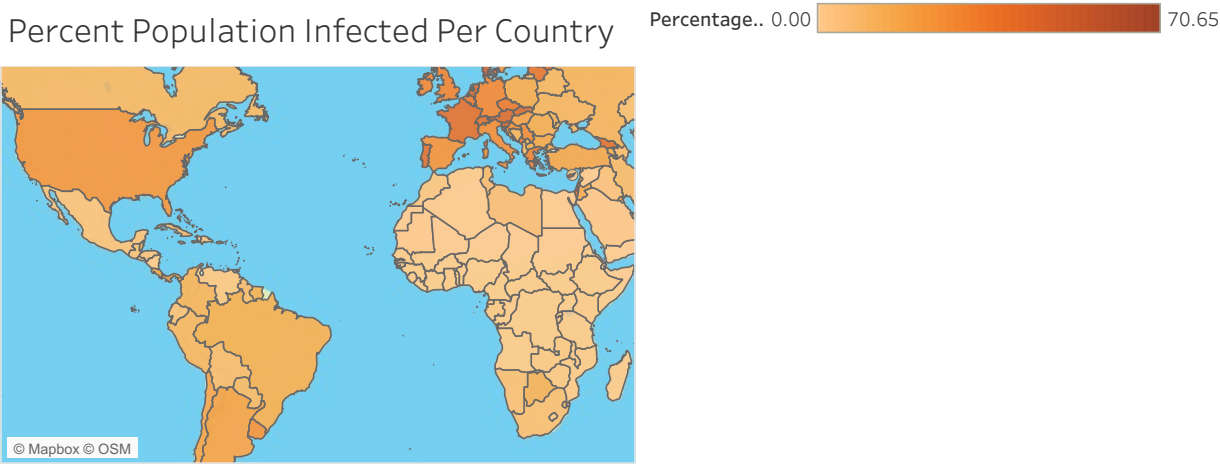 Percent Population Infected Per Country
Percentage.. 0.00 70.65
© Mapbox © OSM